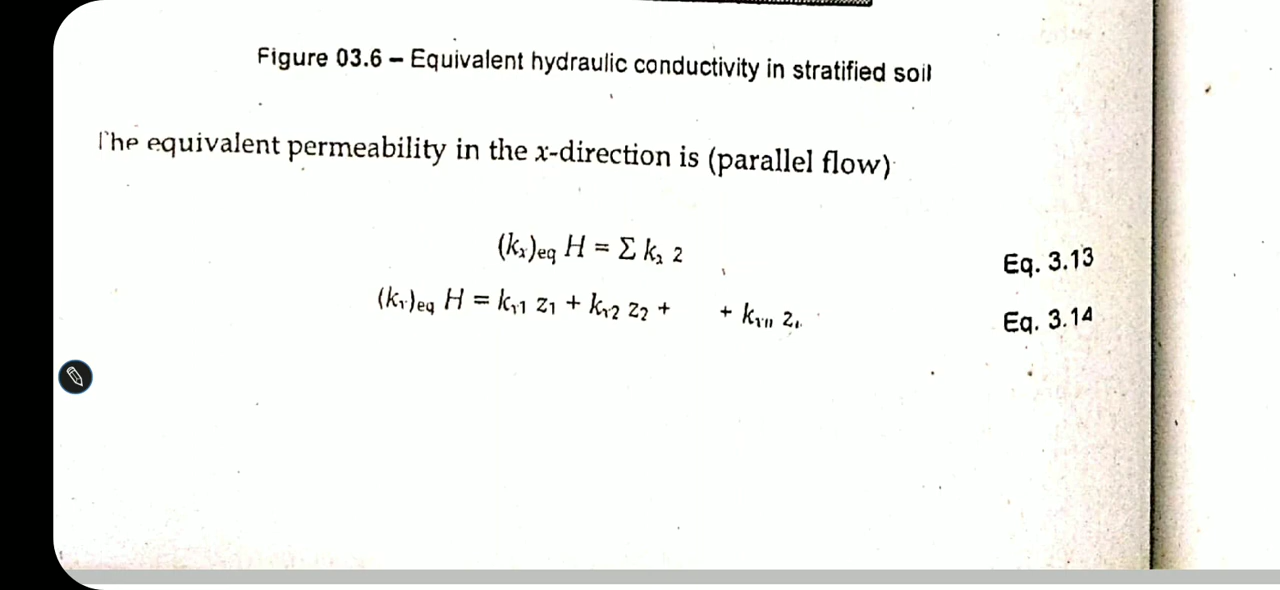 Figure 03.6 – Equivalent hydraulic conductivity in stratified soil
The equivalent permeability in the x-direction is (parallel flow)
(kx)eq H = Σ kx z
Eq. 3.13
(kx)eq H = kx1 z1 + kx2 z2 + + kxn zn
Eq. 3.14